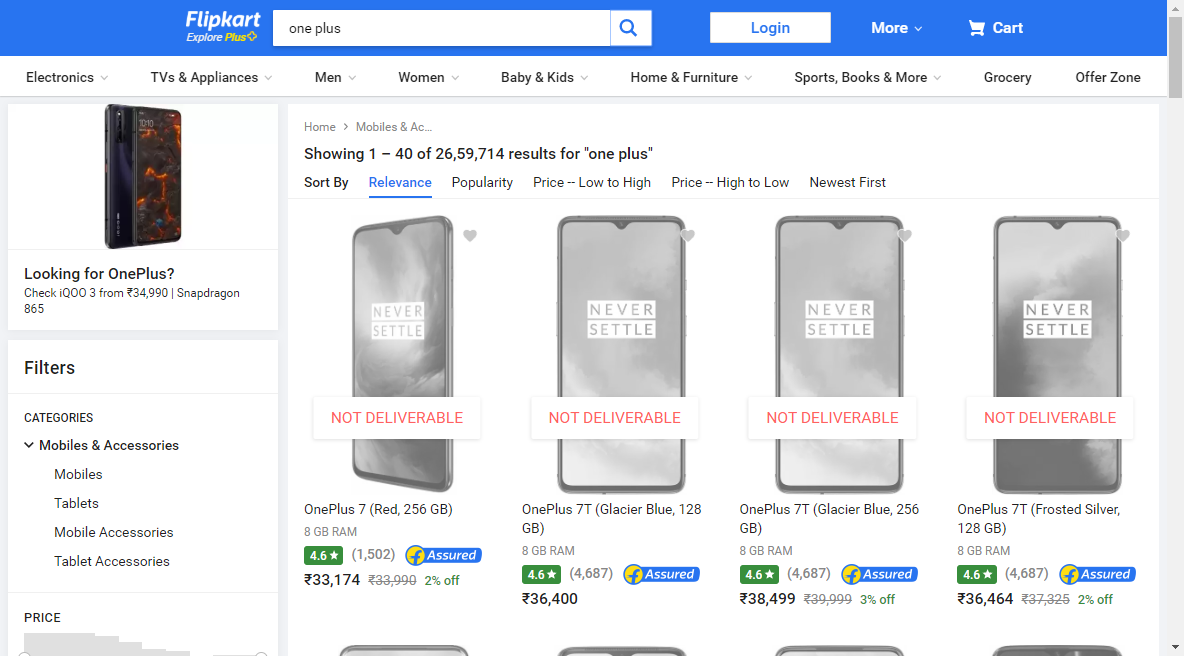 Flipkart
Explore Plus
one plus
Login
More
Cart
Electronics
TVs & Appliances
Men
Women
Baby & Kids
Home & Furniture
Sports, Books & More
Grocery
Offer Zone
10:10
Looking for OnePlus?
Check iQOO 3 from ₹34,990 | Snapdragon
865
Filters
CATEGORIES
Mobiles & Accessories
Mobiles
Tablets
Mobile Accessories
Tablet Accessories
PRICE
Home
Mobiles & Ac...
Showing 1 – 40 of 26,59,714 results for "one plus"
Sort By Relevance Popularity Price -- Low to High Price -- High to Low Newest First
NEVER
SETTLE
NOT DELIVERABLE
OnePlus 7 (Red, 256 GB)
8 GB RAM
4.6 (1,502) f Assured
₹33,174 ₹33,990 2% off
NEVER
SETTLE
NOT DELIVERABLE
OnePlus 7T (Glacier Blue, 128
GB)
8 GB RAM
4.6 (4,687) f Assured
₹36,400
NEVER
SETTLE
NOT DELIVERABLE
OnePlus 7T (Glacier Blue, 256
GB)
8 GB RAM
4.6 (4,687) f Assured
₹38,499 ₹39,999 3% off
NEVER
SETTLE
NOT DELIVERABLE
OnePlus 7T (Frosted Silver,
128 GB)
8 GB RAM
4.6 (4,687) f Assured
₹36,464 ₹37,325 2% off